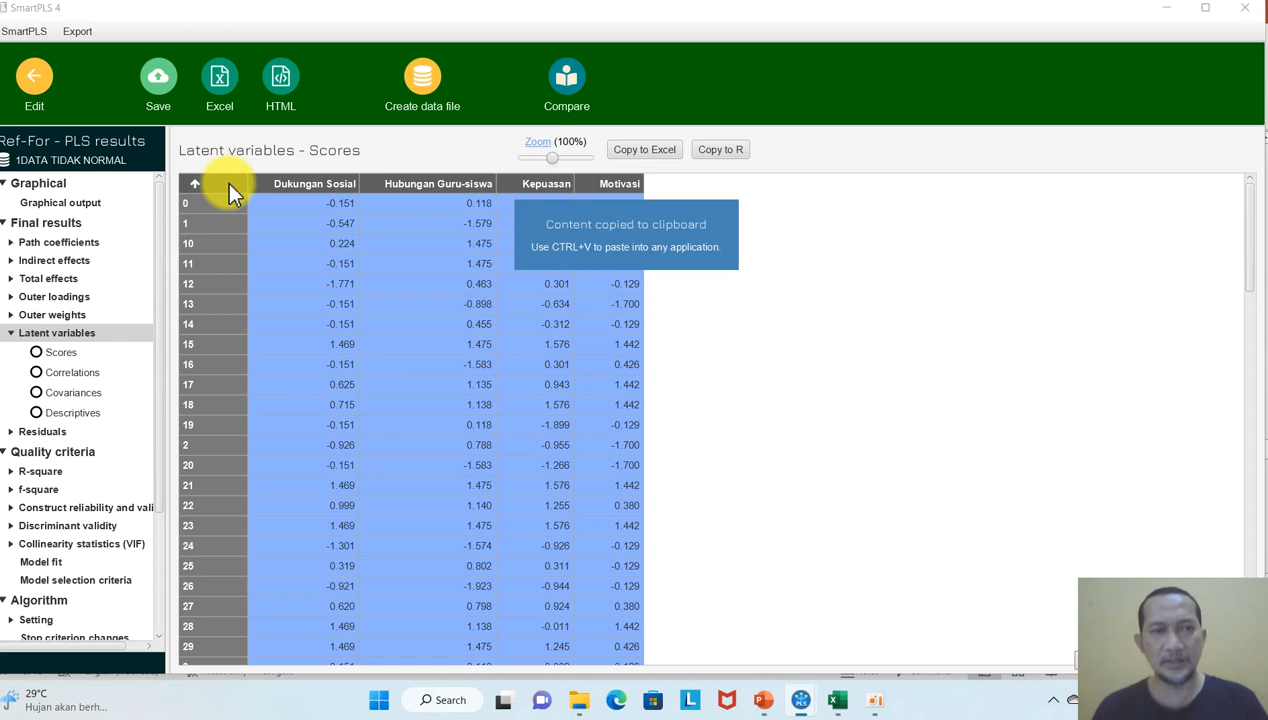 SmartPLS 4
SmartPLS Export
Edit Save Excel HTML Create data file Compare
Ref-For - PLS results
1DATA TIDAK NORMAL
Graphical
Graphical output
Final results
Path coefficients
Indirect effects
Total effects
Outer loadings
Outer weights
Latent variables
Scores
Correlations
Covariances
Descriptives
Residuals
Quality criteria
R-square
f-square
Construct reliability and vali
Discriminant validity
Collinearity statistics (VIF)
Model fit
Model selection criteria
Algorithm
Setting
Stop criterion changes
Latent variables - Scores
Zoom (100%)
Copy to Excel Copy to R
Dukungan Sosial Hubungan Guru-siswa Kepuasan Motivasi
0 -0.151 0.118
1 -0.547 -1.579
10 0.224 1.475
11 -0.151 1.475
12 -1.771 0.463 0.301 -0.129
13 -0.151 -0.898 -0.634 -1.700
14 -0.151 0.455 -0.312 -0.129
15 1.469 1.475 1.576 1.442
16 -0.151 -1.583 0.301 0.426
17 0.625 1.135 0.943 1.442
18 0.715 1.138 1.576 1.442
19 -0.151 0.118 -1.899 -0.129
2 -0.926 0.788 -0.955 -1.700
20 -0.151 -1.583 -1.266 -1.700
21 1.469 1.475 1.576 1.442
22 0.999 1.140 1.255 0.380
23 1.469 1.475 1.576 1.442
24 -1.301 -1.574 -0.926 -0.129
25 0.319 0.802 0.311 -0.129
26 -0.921 -1.923 -0.944 -0.129
27 0.620 0.798 0.924 0.380
28 1.469 1.138 -0.011 1.442
29 1.469 1.475 1.245 0.426
Content copied to clipboard
Use CTRL+V to paste into any application.
29°C
Hujan akan berh...
Search